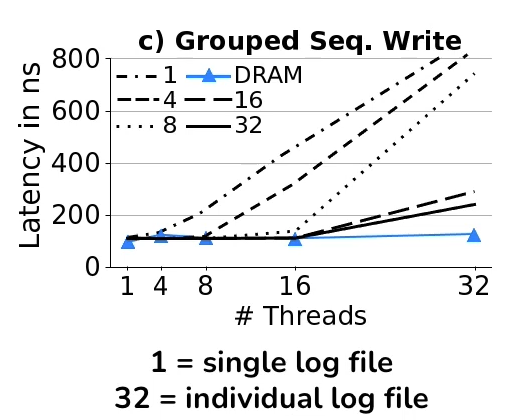 c) Grouped Seq. Write
Latency in ns
800
600
400
200
0
1 DRAM
4 16
8 32
1 4 8 16 32
# Threads
1 = single log file
32 = individual log file